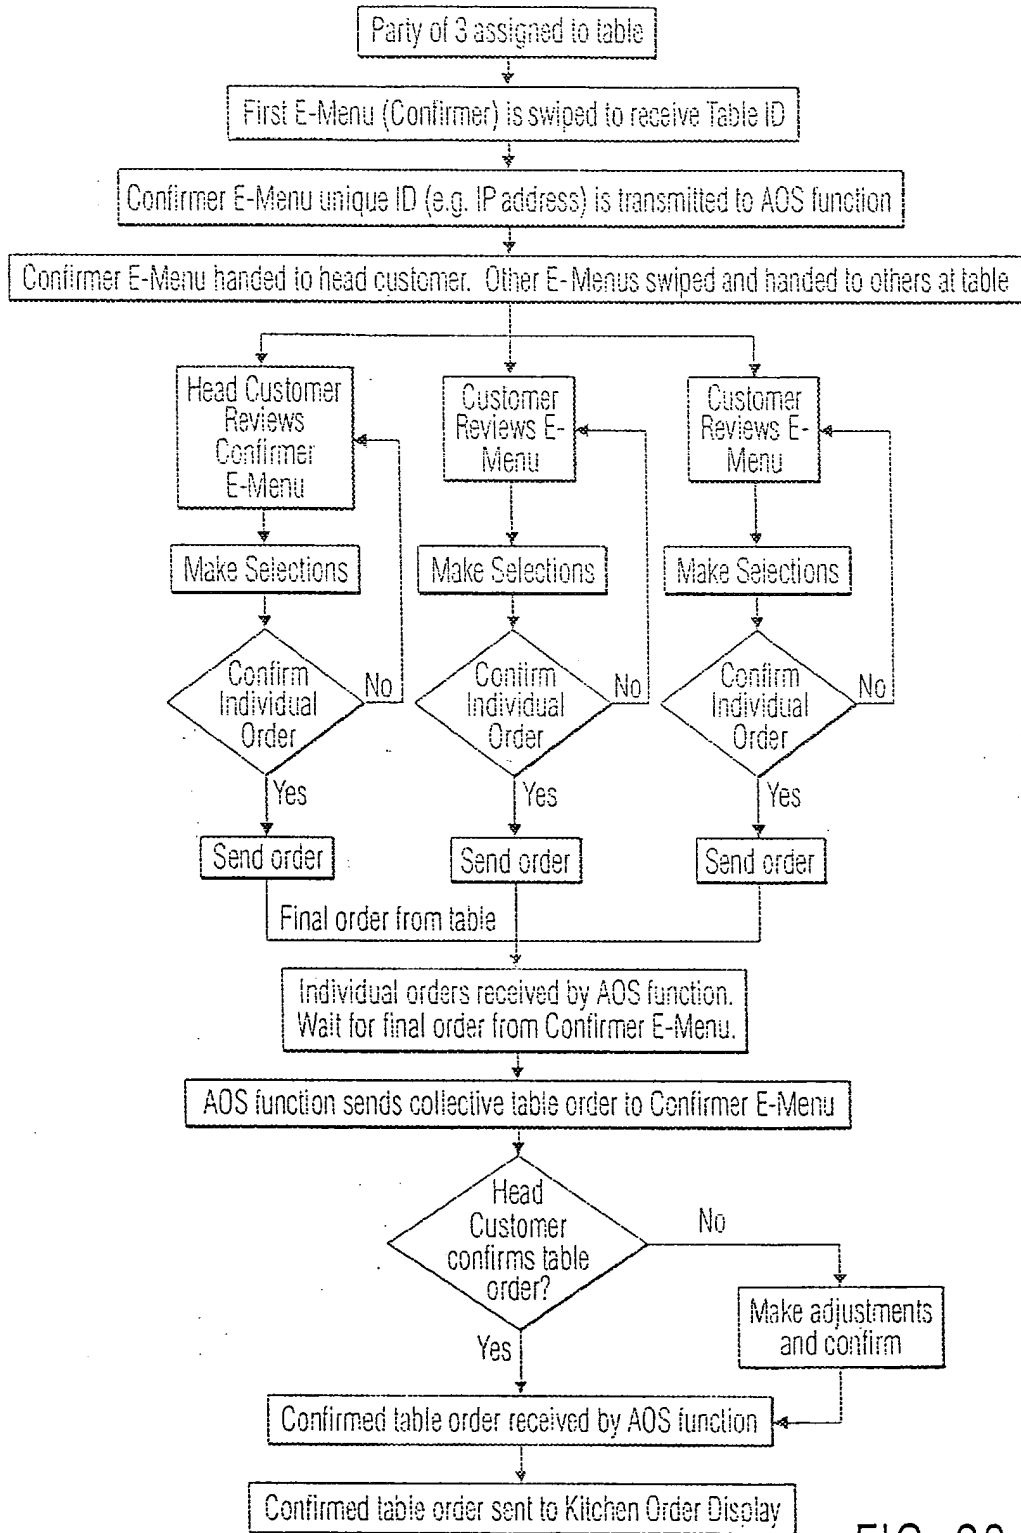 Party of 3 assigned to table
First E-Menu (Confirmer) is swiped to receive Table ID
Confirmer E-Menu unique ID (e.g. IP address) is transmitted to AOS function
Confirmer E-Menu handed to head customer. Other E-Menus swiped and handed to others at table
Head Customer
Reviews
Confirmer
E-Menu
Customer
Reviews E-
Menu
Customer
Reviews E-
Menu
Make Selections
Make Selections
Make Selections
Confirm
Individual
Order
No
Confirm
Individual
Order
No
Confirm
Individual
Order
No
Yes
Yes
Yes
Send order
Send order
Send order
Final order from table
Individual orders received by AOS function.
Wait for final order from Confirmer E-Menu.
AOS function sends collective table order to Confirmer E-Menu
Head
Customer
confirms table
order?
No
Make adjustments
and confirm
Yes
Confirmed table order received by AOS function
Confirmed table order sent to Kitchen Order Display